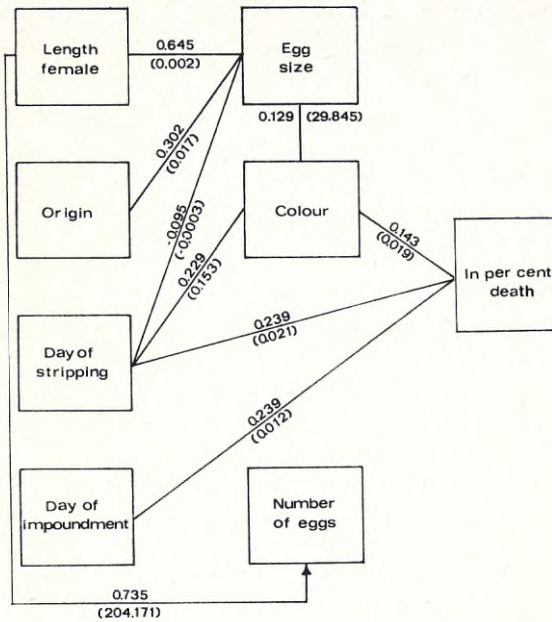 Length
female
0.645
(0.002)
Egg
size
0.129
(29.845)
0.302
(0.017)
Origin
-0.095
(-0.0003)
0.229
(0.153)
Colour
0.143
(0.019)
In per cent
death
Day of
stripping
0.239
(0.021)
0.239
(0.012)
Day of
impoundment
Number
of eggs
0.735
(204.171)